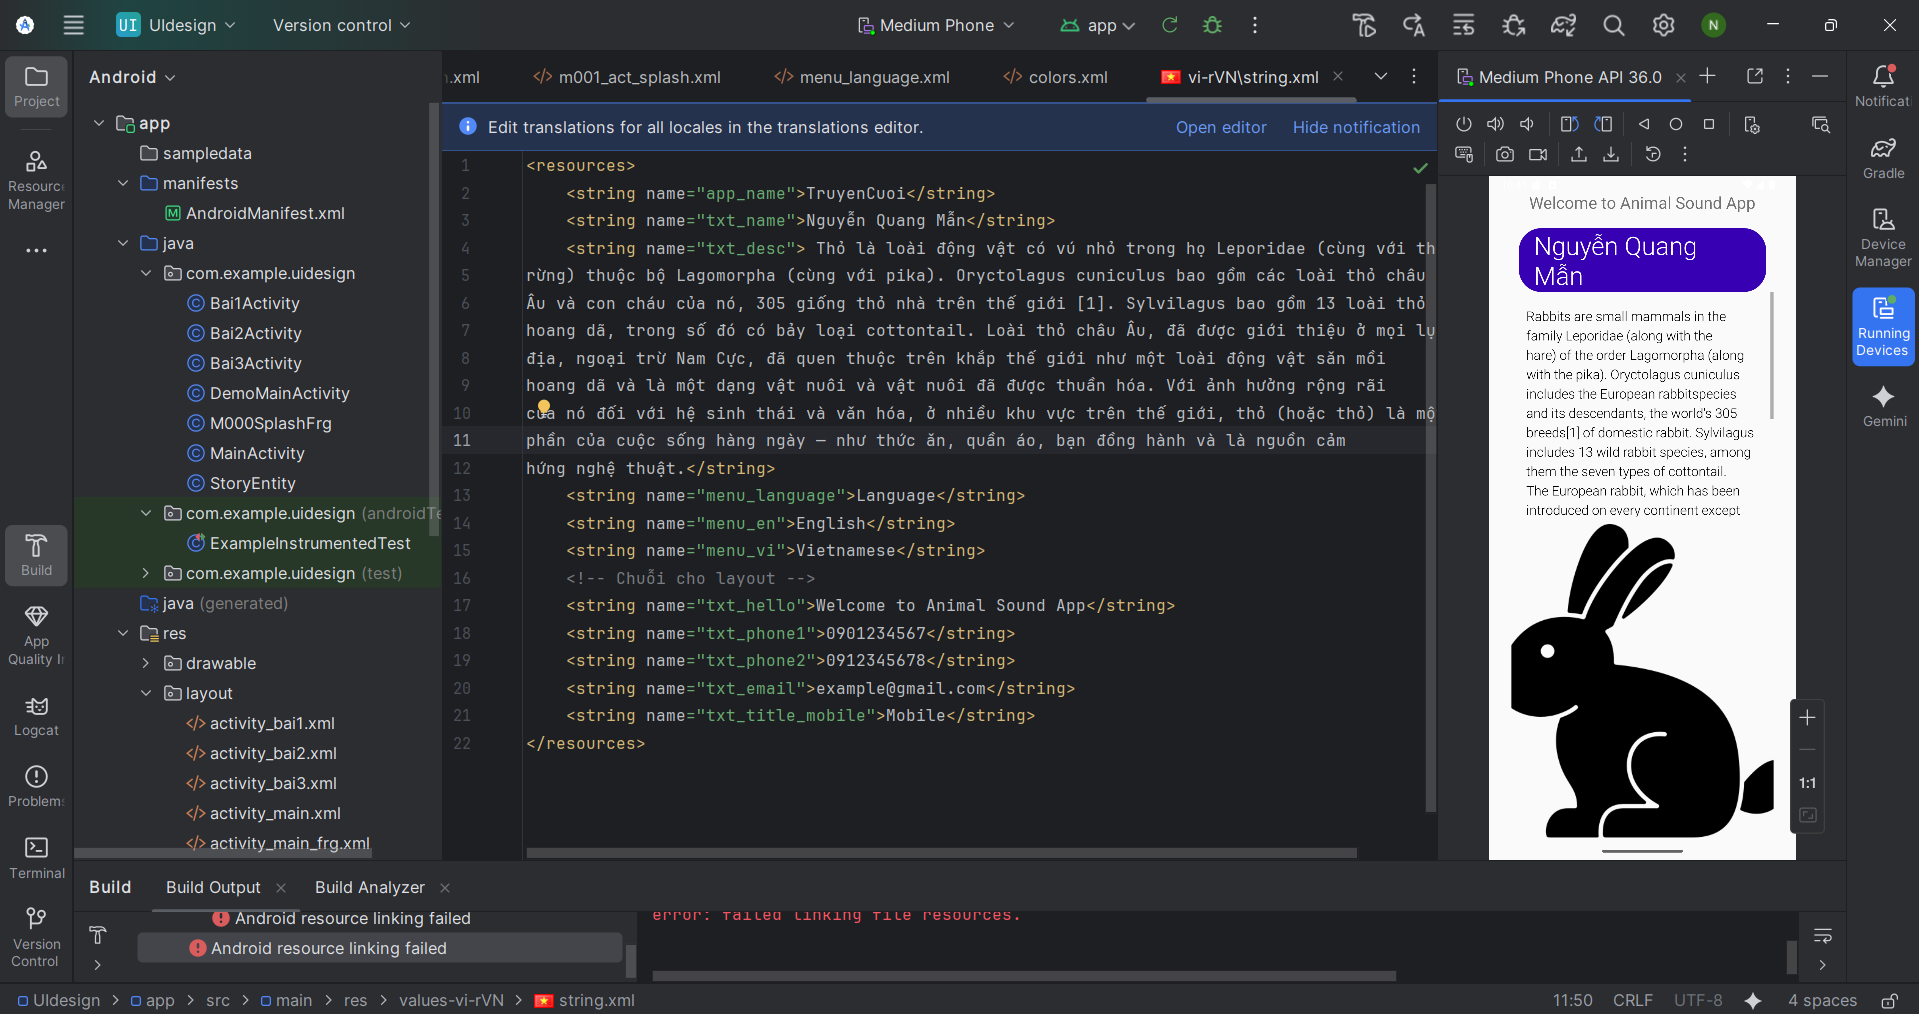 UI UIdesign Version control Medium Phone app N
Project
Resource
Manager
Build
App
Quality
Logcat
Problems
Terminal
Version
Control
Android
app
sampledata
manifests
AndroidManifest.xml
java
com.example.uidesign
Bai1Activity
Bai2Activity
Bai3Activity
DemoMainActivity
M000SplashFrg
MainActivity
StoryEntity
com.example.uidesign (androidTe
ExampleInstrumentedTest
com.example.uidesign (test)
java (generated)
res
drawable
layout
activity_bai1.xml
activity_bai2.xml
activity_bai3.xml
activity_main.xml
activity_main_frg.xml
.xml m001_act_splash.xml menu_language.xml colors.xml vi-rVN\string.xml
Edit translations for all locales in the translations editor. Open editor Hide notification
1 <resources>
2 <string name="app_name">TruyenCuoi</string>
3 <string name="txt_name">Nguyễn Quang Mẫn</string>
4 <string name="txt_desc"> Thỏ là loài động vật có vú nhỏ trong họ Leporidae (cùng với th
5 rừng) thuộc bộ Lagomorpha (cùng với pika). Oryctolagus cuniculus bao gồm các loài thỏ châu
6 Âu và con cháu của nó, 305 giống thỏ nhà trên thế giới [1]. Sylvilagus bao gồm 13 loài thỏ
7 hoang dã, trong số đó có bảy loại cottontail. Loài thỏ châu Âu, đã được giới thiệu ở mọi lụ
8 địa, ngoại trừ Nam Cực, đã quen thuộc trên khắp thế giới như một loài động vật săn mồi
9 hoang dã và là một dạng vật nuôi và vật nuôi đã được thuần hóa. Với ảnh hưởng rộng rãi
10 của nó đối với hệ sinh thái và văn hóa, ở nhiều khu vực trên thế giới, thỏ (hoặc thỏ) là mộ
11 phần của cuộc sống hàng ngày – như thức ăn, quần áo, bạn đồng hành và là nguồn cảm
12 hứng nghệ thuật.</string>
13 <string name="menu_language">Language</string>
14 <string name="menu_en">English</string>
15 <string name="menu_vi">Vietnamese</string>
16 <!-- Chuỗi cho layout -->
17 <string name="txt_hello">Welcome to Animal Sound App</string>
18 <string name="txt_phone1">0901234567</string>
19 <string name="txt_phone2">0912345678</string>
20 <string name="txt_email">example@gmail.com</string>
21 <string name="txt_title_mobile">Mobile</string>
22 </resources>
Medium Phone API 36.0
Welcome to Animal Sound App
Nguyễn Quang
Mẫn
Rabbits are small mammals in the
family Leporidae (along with the
hare) of the order Lagomorpha (along
with the pika). Oryctolagus cuniculus
includes the European rabbitspecies
and its descendants, the world's 305
breeds[1] of domestic rabbit. Sylvilagus
includes 13 wild rabbit species, among
them the seven types of cottontail.
The European rabbit, which has been
introduced on every continent except
1:1
Notificat
Gradle
Device
Manager
Running
Devices
Gemini
Build Build Output Build Analyzer
Android resource linking failed
Android resource linking failed
error: failed linking file resources.
UIdesign > app > src > main > res > values-vi-rVN > string.xml 11:50 CRLF UTF-8 4 spaces